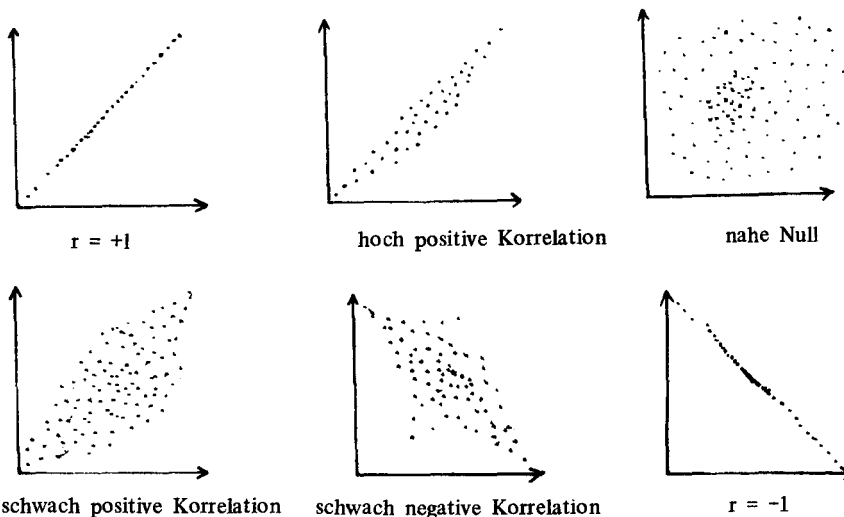 r = +1
hoch positive Korrelation
nahe Null
schwach positive Korrelation
schwach negative Korrelation
r = -1